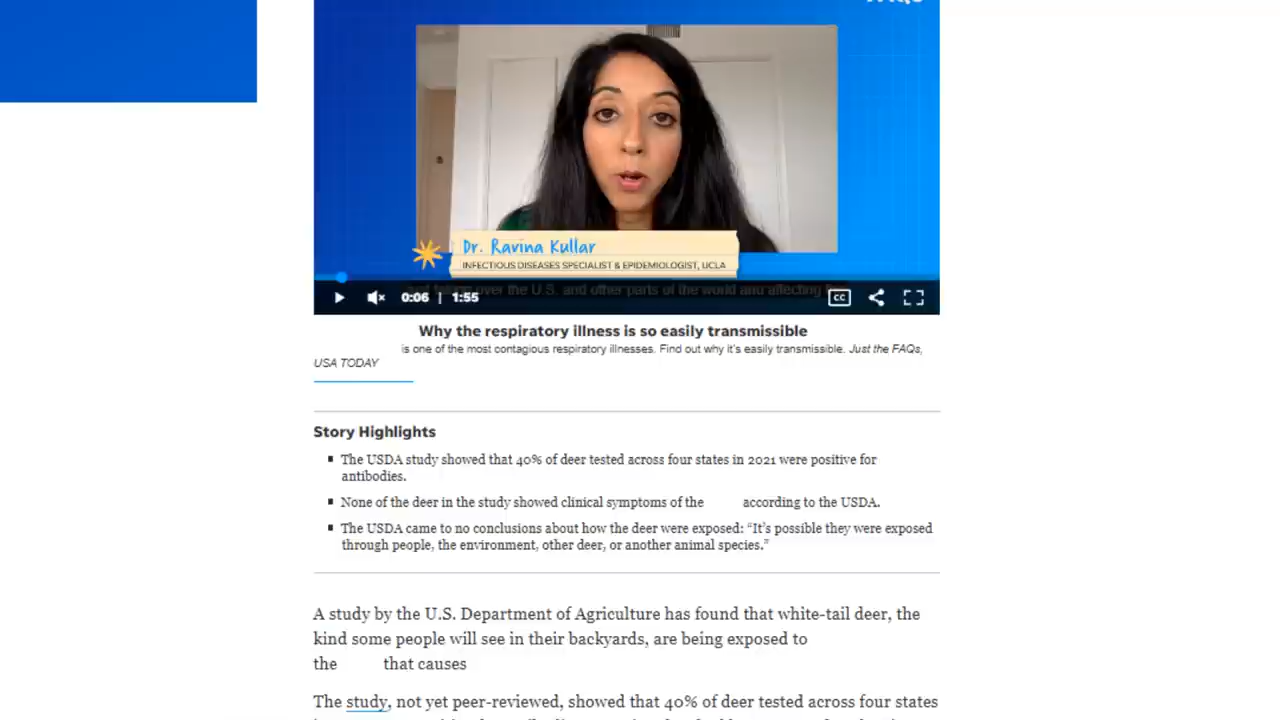 Dr. Ravina Kullar
INFECTIOUS DISEASES SPECIALIST & EPIDEMIOLOGIST, UCLA
over the U.S. and other parts of the world and affecting
0:06 | 1:55
CC
Why the respiratory illness is so easily transmissible
is one of the most contagious respiratory illnesses. Find out why it's easily transmissible. Just the FAQs,
USA TODAY
Story Highlights
▪ The USDA study showed that 40% of deer tested across four states in 2021 were positive for
antibodies.
▪ None of the deer in the study showed clinical symptoms of the according to the USDA.
▪ The USDA came to no conclusions about how the deer were exposed: “It’s possible they were exposed
through people, the environment, other deer, or another animal species.”
A study by the U.S. Department of Agriculture has found that white-tail deer, the
kind some people will see in their backyards, are being exposed to
the that causes
The study, not yet peer-reviewed, showed that 40% of deer tested across four states